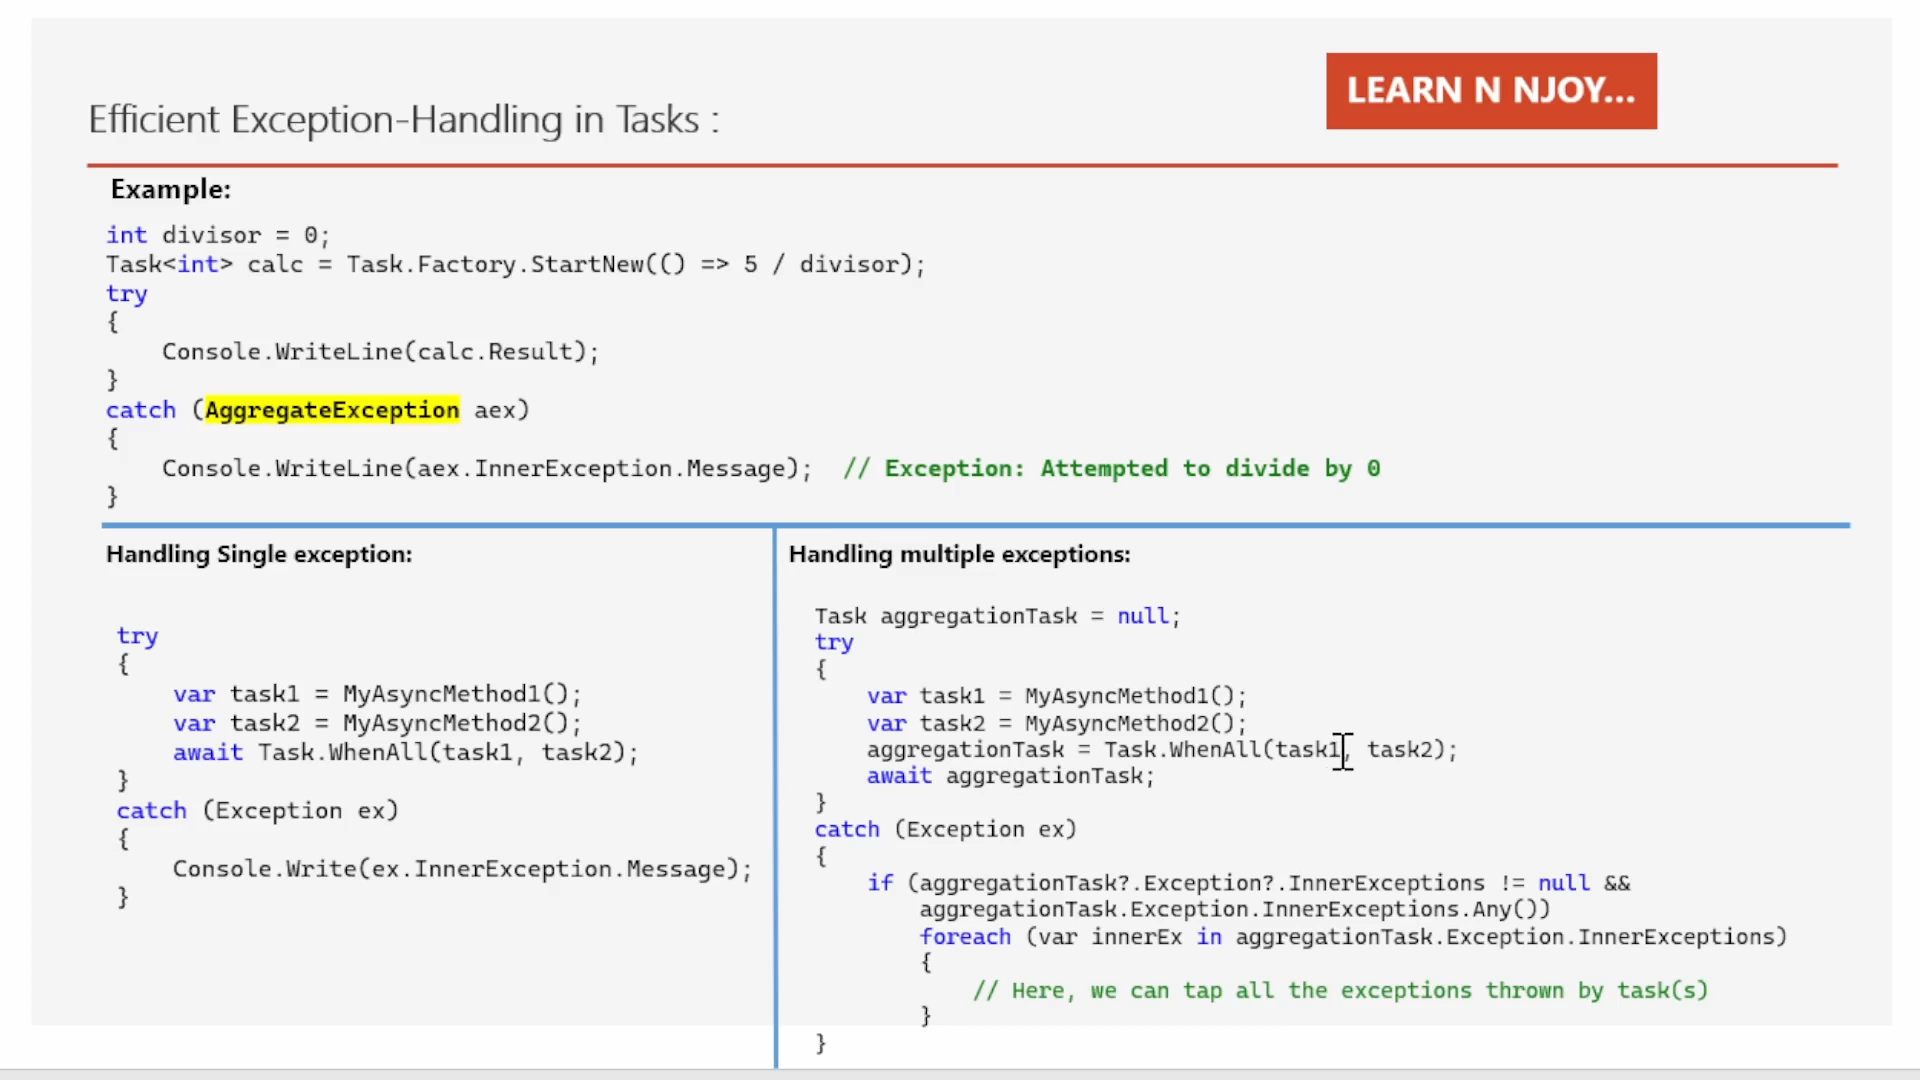 LEARN N NJOY...
Efficient Exception-Handling in Tasks :
Example:
int divisor = 0;
Task<int> calc = Task.Factory.StartNew(() => 5 / divisor);
try
{
    Console.WriteLine(calc.Result);
}
catch (AggregateException aex)
{
    Console.WriteLine(aex.InnerException.Message);  // Exception: Attempted to divide by 0
}
Handling Single exception:
try
{
    var task1 = MyAsyncMethod1();
    var task2 = MyAsyncMethod2();
    await Task.WhenAll(task1, task2);
}
catch (Exception ex)
{
    Console.Write(ex.InnerException.Message);
}
Handling multiple exceptions:
Task aggregationTask = null;
try
{
    var task1 = MyAsyncMethod1();
    var task2 = MyAsyncMethod2();
    aggregationTask = Task.WhenAll(task1, task2);
    await aggregationTask;
}
catch (Exception ex)
{
    if (aggregationTask?.Exception?.InnerExceptions != null &&
        aggregationTask.Exception.InnerExceptions.Any())
        foreach (var innerEx in aggregationTask.Exception.InnerExceptions)
        {
            // Here, we can tap all the exceptions thrown by task(s)
        }
}